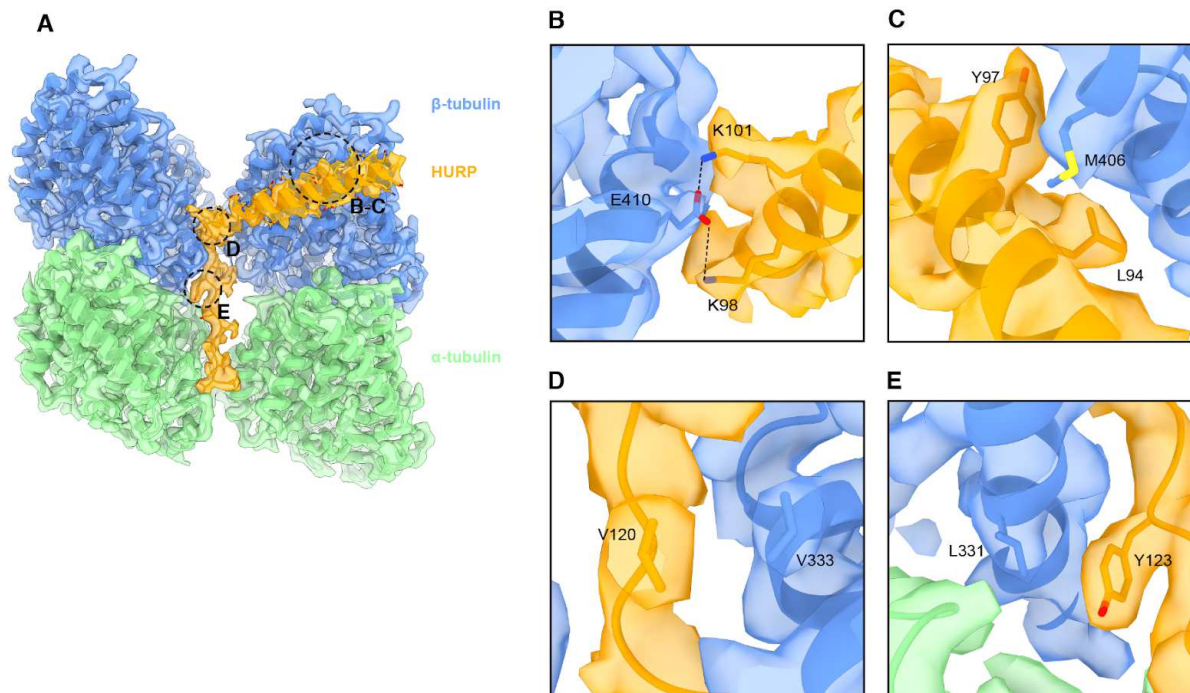 A
β-tubulin
HURP
B-C
D
E
α-tubulin
B
K101
E410
K98
C
Y97
M406
L94
D
V120
V333
E
L331
Y123